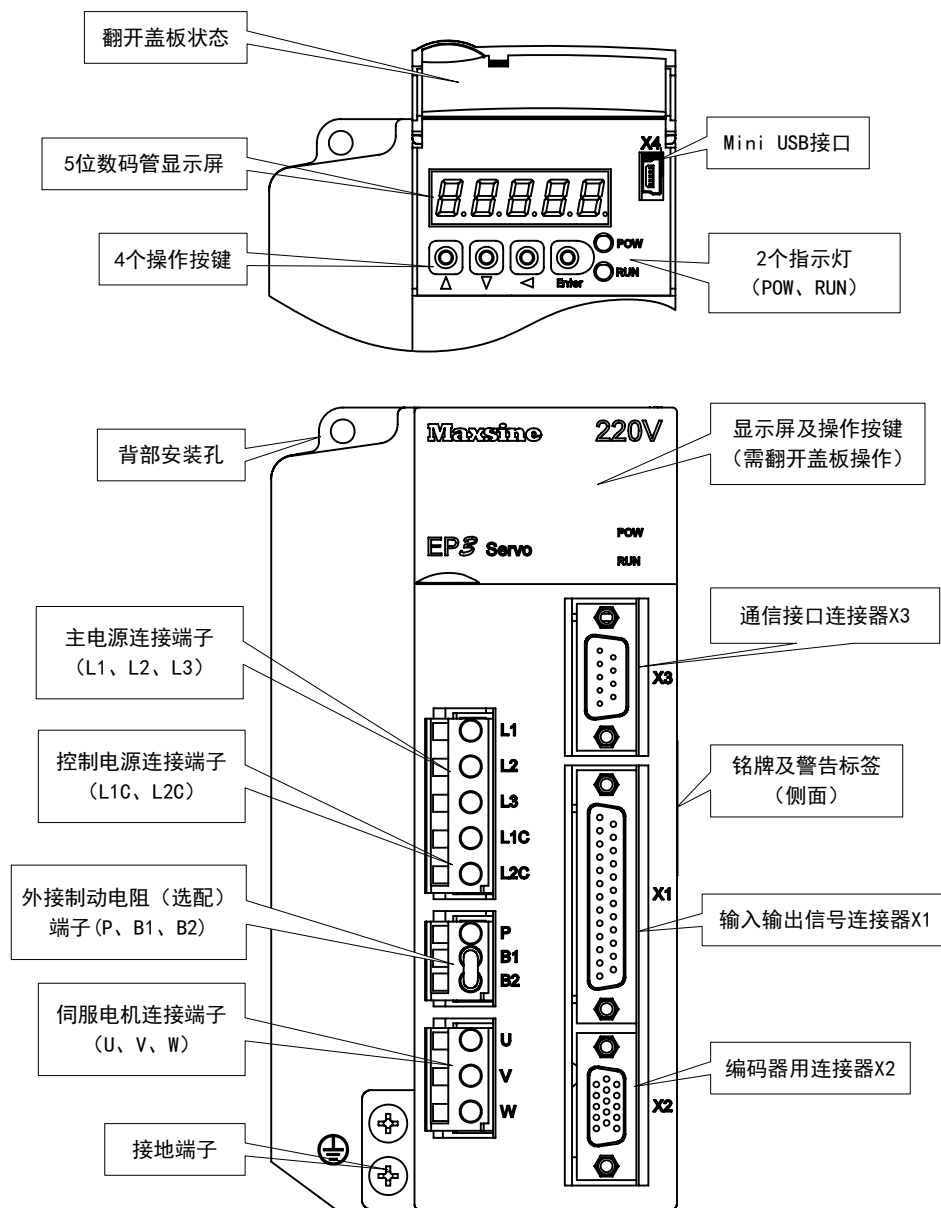 翻开盖板状态
X4
Mini USB接口
5位数码管显示屏
8.8.8.8.8.
4个操作按键
POW
RUN
Enter
2个指示灯
(POW、RUN)
背部安装孔
Maxsine
220V
显示屏及操作按键
(需翻开盖板操作)
EP3 Servo
POW
RUN
主电源连接端子
(L1、L2、L3)
通信接口连接器X3
X3
L1
L2
L3
L1C
L2C
控制电源连接端子
(L1C、L2C)
铭牌及警告标签
(侧面)
外接制动电阻(选配)
端子(P、B1、B2)
P
B1
B2
X1
输入输出信号连接器X1
伺服电机连接端子
(U、V、W)
U
V
W
编码器用连接器X2
X2
接地端子